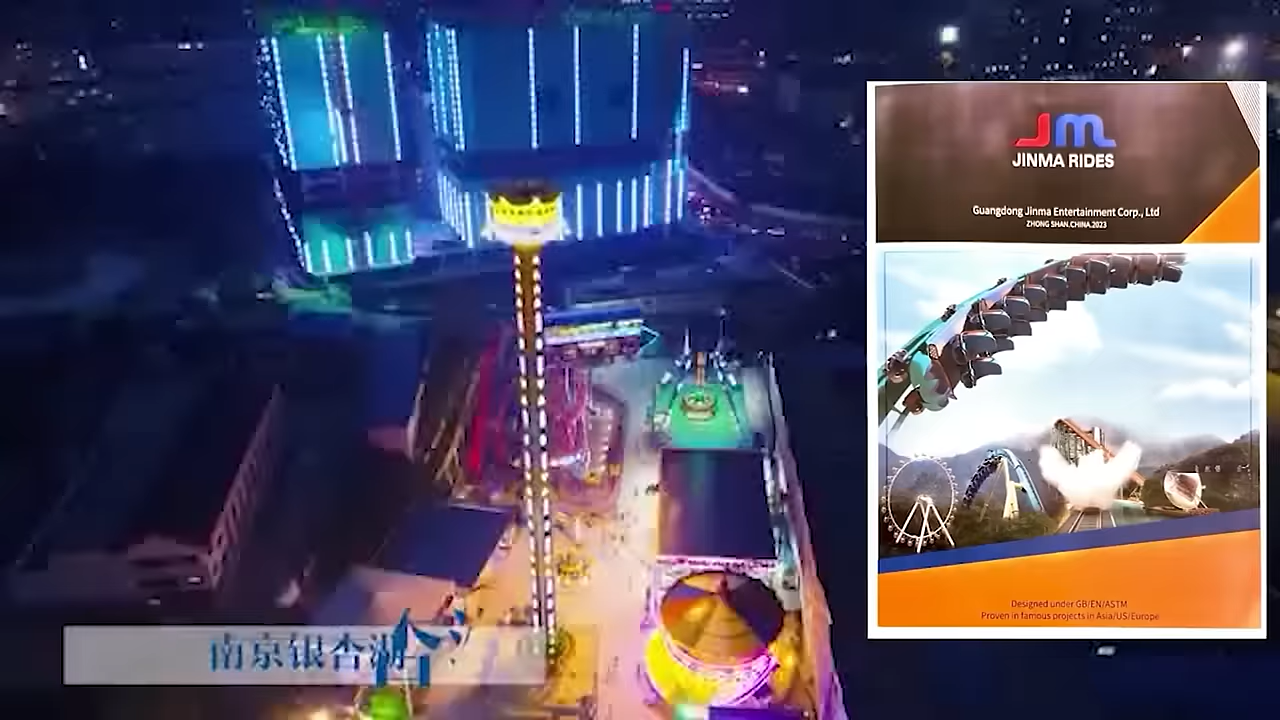 JM
JINMA RIDES
Guangdong Jinma Entertainment Corp., Ltd
ZHONG SHAN.CHINA.2023
Designed under GB/EN/ASTM
Proven in famous projects in Asia/US/Europe
南京银杏湖